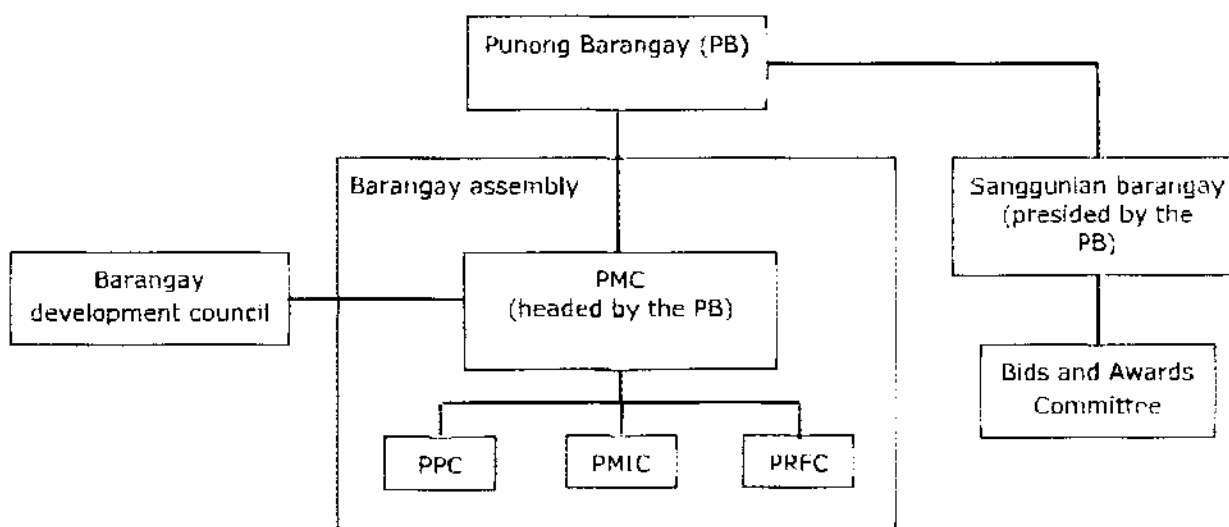 Punong Barangay (PB)
Barangay assembly
Sanggunian barangay
(presided by the
PB)
Barangay
development council
PMC
(headed by the PB)
Bids and Awards
Committee
PPC
PMIC
PRFC